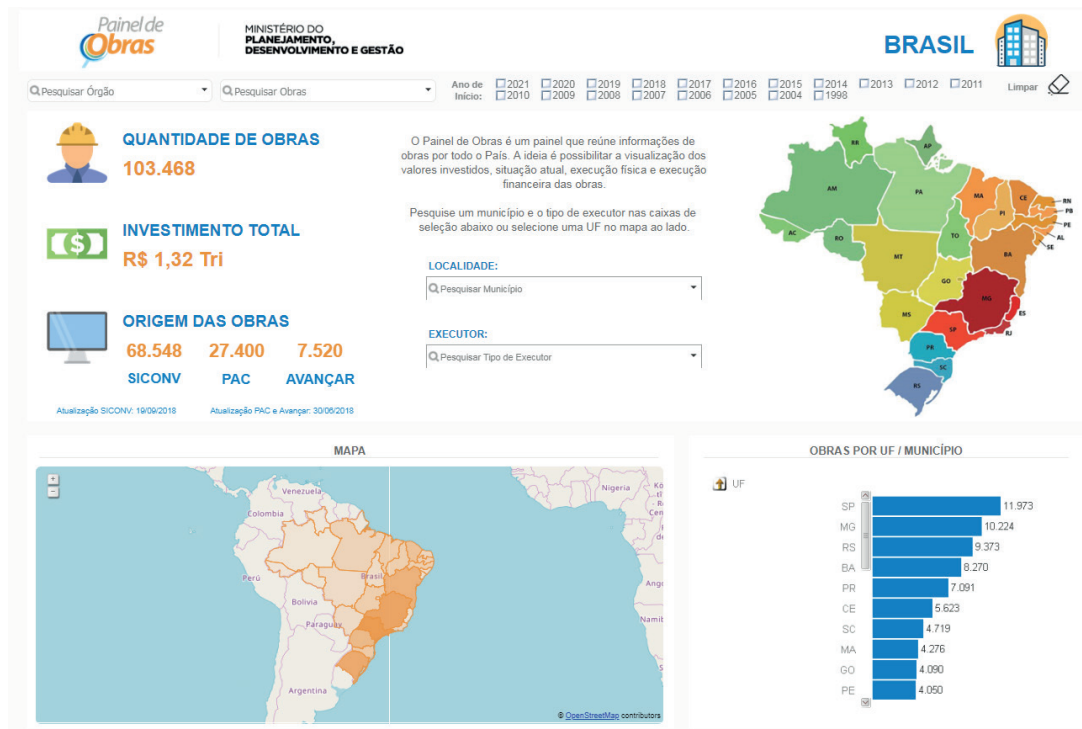 Painel de
Obras
MINISTÉRIO DO
PLANEJAMENTO,
DESENVOLVIMENTO E GESTÃO
BRASIL
Pesquisar Órgão
Pesquisar Obras
Ano de Início:
2021 2020 2019 2018 2017 2016 2015 2014 2013 2012 2011
2010 2009 2008 2007 2006 2005 2004 1998
Limpar
QUANTIDADE DE OBRAS
103.468
INVESTIMENTO TOTAL
R$ 1,32 Tri
ORIGEM DAS OBRAS
68.548 27.400 7.520
SICONV PAC AVANÇAR
Atualização SICONV: 19/09/2018 Atualização PAC e Avançar: 30/06/2018
O Painel de Obras é um painel que reúne informações de
obras por todo o País. A ideia é possibilitar a visualização dos
valores investidos, situação atual, execução física e execução
financeira das obras.
Pesquise um município e o tipo de executor nas caixas de
seleção abaixo ou selecione uma UF no mapa ao lado.
LOCALIDADE:
Pesquisar Município
EXECUTOR:
Pesquisar Tipo de Executor
RR
AP
AM
PA
MA
CE
RN
PB
PI
PE
AC
RO
TO
AL
SE
MT
BA
GO
MG
MS
ES
SP
RJ
PR
SC
RS
MAPA
+
−
Venezuela
Colombia
Nigeria
Perú
Brasil
Bolivia
Paraguay
Argentina
© OpenStreetMap contributors
OBRAS POR UF / MUNICÍPIO
UF
SP 11.973
MG 10.224
RS 9.373
BA 8.270
PR 7.091
CE 5.623
SC 4.719
MA 4.276
GO 4.090
PE 4.050